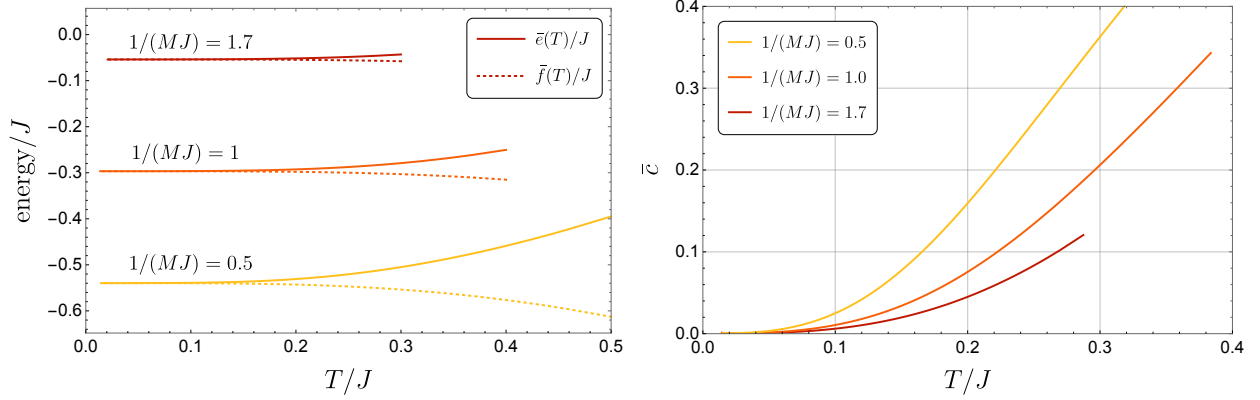 energy/J
0.0
-0.1
-0.2
-0.3
-0.4
-0.5
-0.6
1/(MJ) = 1.7
1/(MJ) = 1
1/(MJ) = 0.5
ē(T)/J
f̄(T)/J
0.0 0.1 0.2 0.3 0.4 0.5
T/J
c̄
0.4
0.3
0.2
0.1
0.0
1/(MJ) = 0.5
1/(MJ) = 1.0
1/(MJ) = 1.7
0.0 0.1 0.2 0.3 0.4
T/J